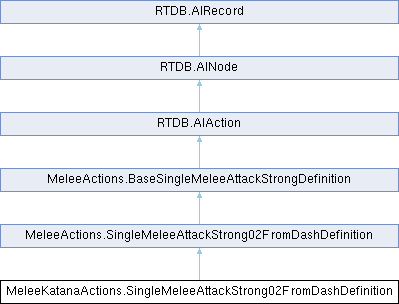 RTDB.AIRecord
RTDB.AINode
RTDB.AIAction
MeleeActions.BaseSingleMeleeAttackStrongDefinition
MeleeActions.SingleMeleeAttackStrong02FromDashDefinition
MeleeKatanaActions.SingleMeleeAttackStrong02FromDashDefinition